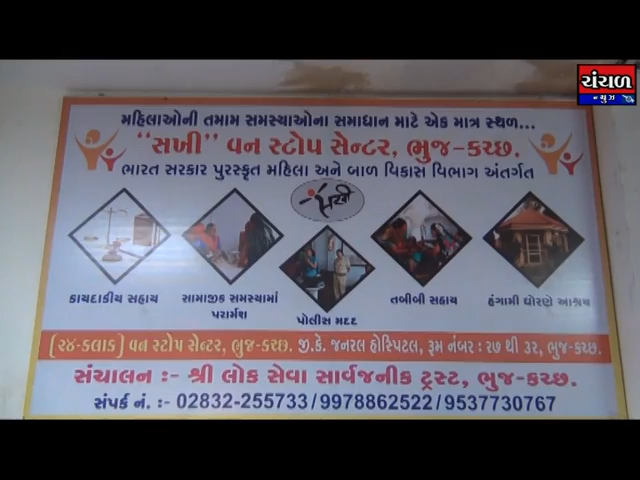 ચંચળ
ન્યુઝ
મહિલાઓની તમામ સમસ્યાઓના સમાધાન માટે એક માત્ર સ્થળ...
"સખી" વન સ્ટોપ સેન્ટર, ભુજ-કચ્છ.
ભારત સરકાર પુરસ્કૃત મહિલા અને બાળ વિકાસ વિભાગ અંતર્ગત
સખી
કાયદાકીય સહાય
સામાજીક સમસ્યામાં
પરામર્શ
પોલીસ મદદ
તબીબી સહાય
હંગામી ધોરણે આશ્રય
(૨૪-કલાક) વન સ્ટોપ સેન્ટર, ભુજ-કચ્છ. જી.કે. જનરલ હોસ્પિટલ, રૂમ નંબર : ૨૭ થી ૩૨, ભુજ-કચ્છ.
સંચાલન :- શ્રી લોક સેવા સાર્વજનીક ટ્રસ્ટ, ભુજ-કચ્છ.
સંપર્ક નં. :- 02832-255733/9978862522/9537730767